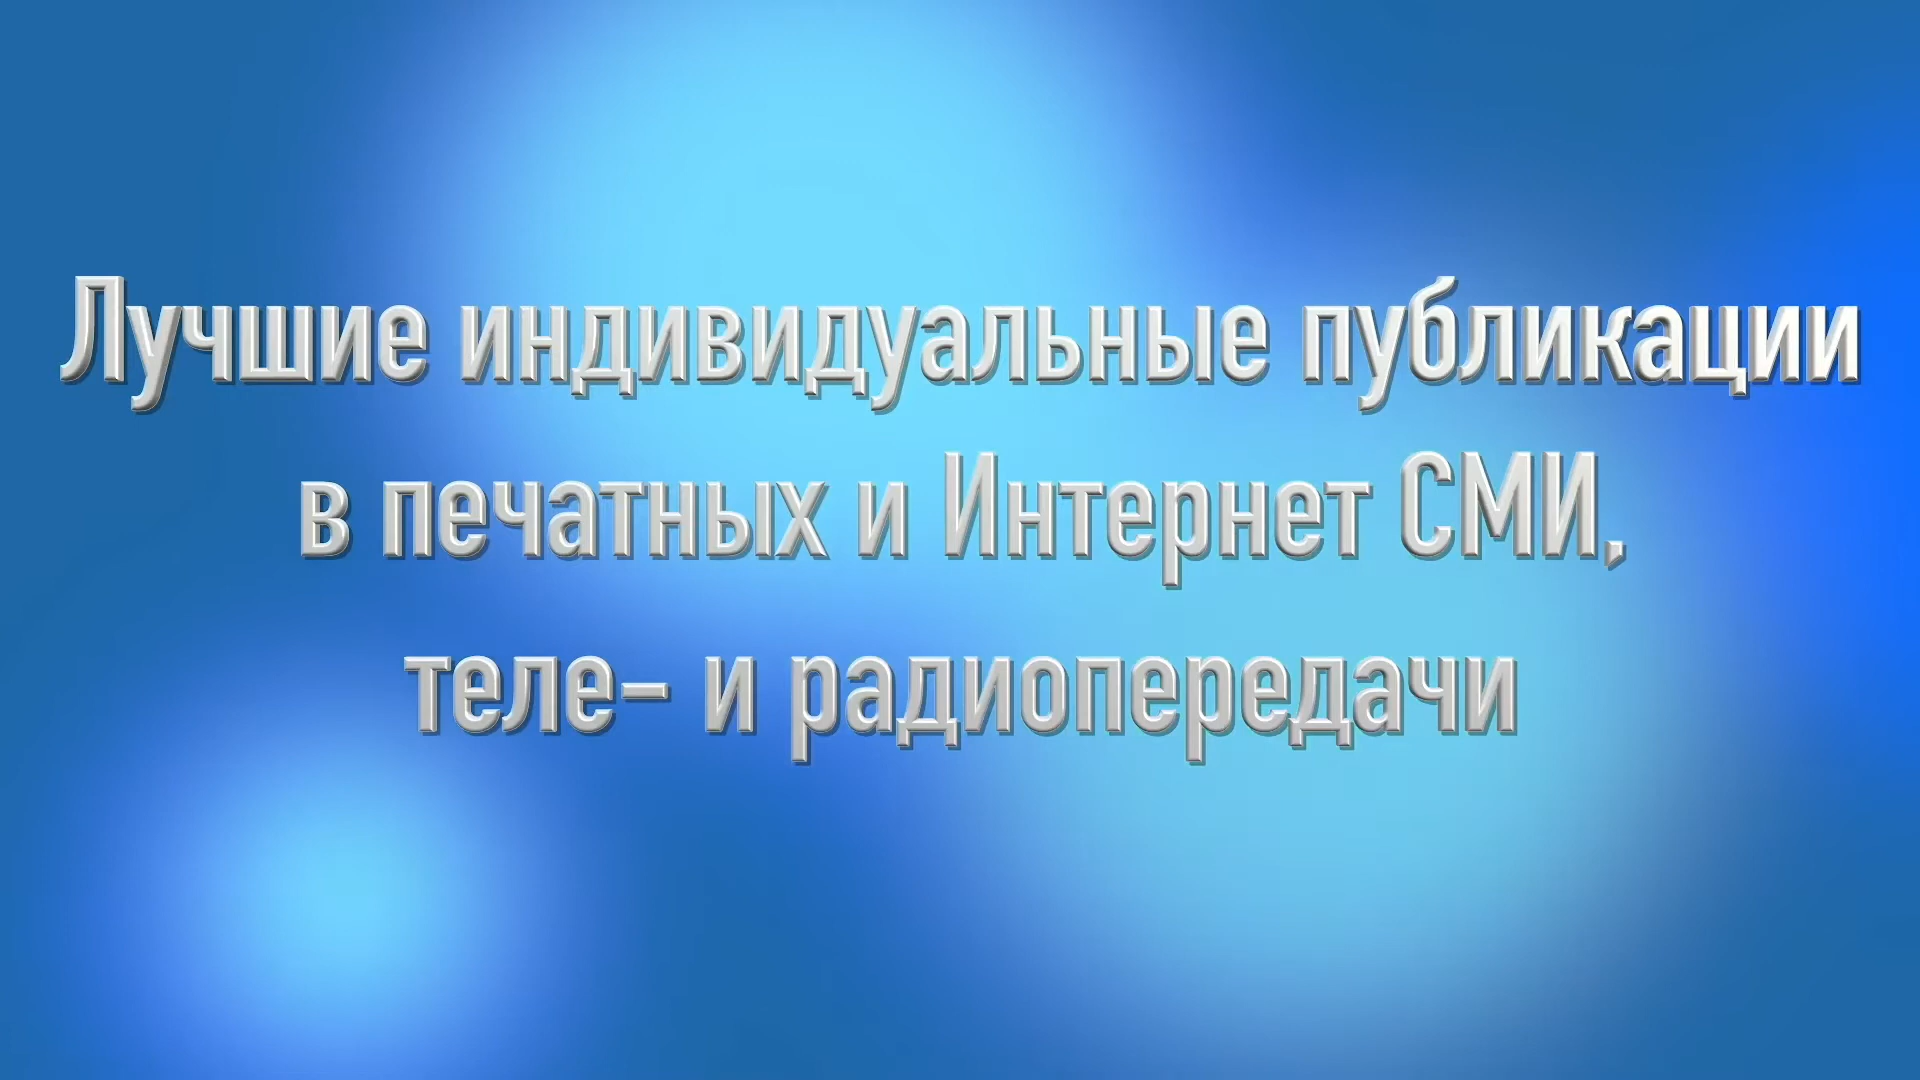 Лучшие индивидуальные публикации
в печатных и Интернет СМИ,
теле- и радиопередачи